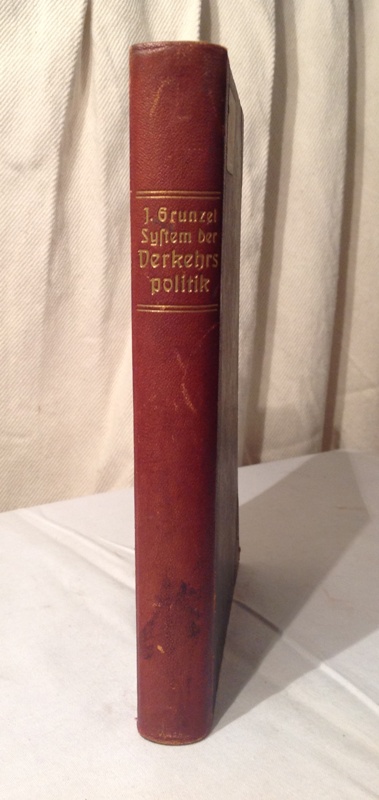 J. Grunzel
Syſtem der
Verkehrs
politik